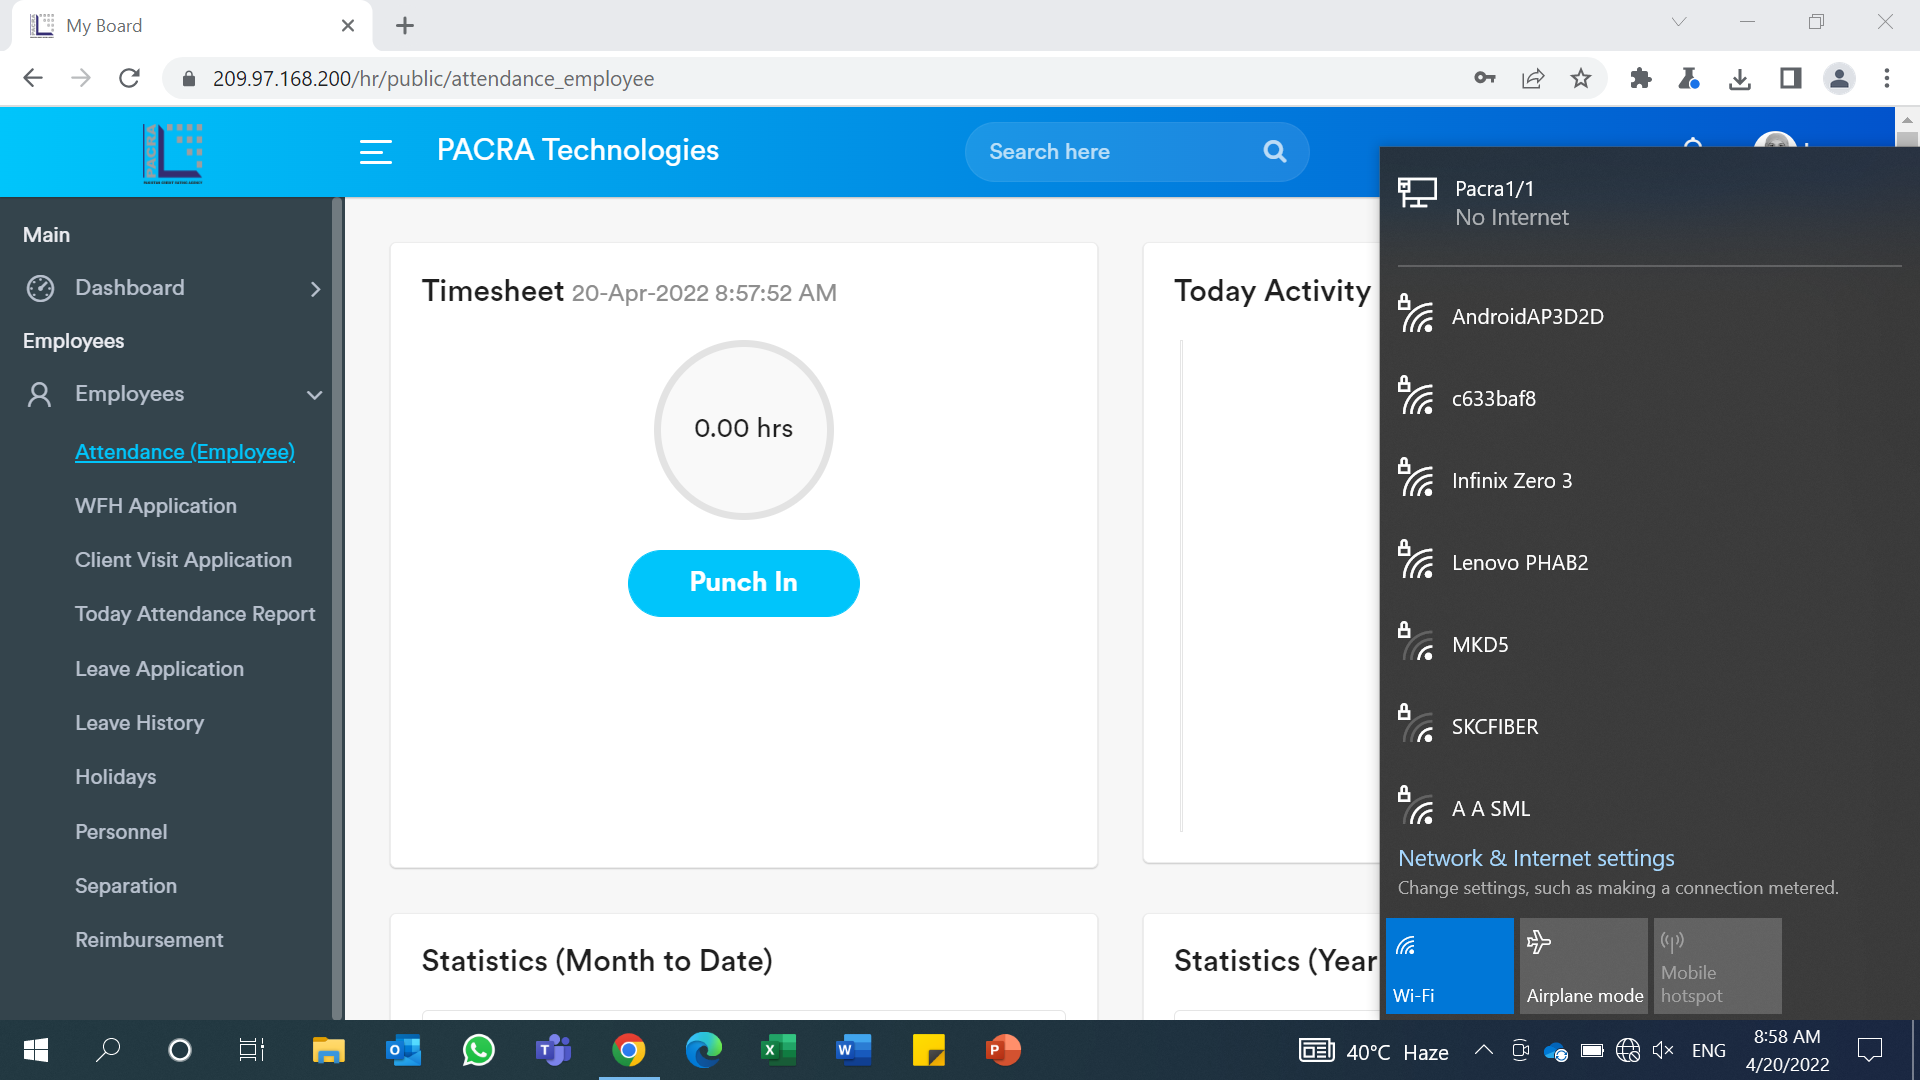 My Board
209.97.168.200/hr/public/attendance_employee
PACRA
PACRA Technologies
Search here
Main
Dashboard
Employees
Employees
Attendance (Employee)
WFH Application
Client Visit Application
Today Attendance Report
Leave Application
Leave History
Holidays
Personnel
Separation
Reimbursement
Timesheet 20-Apr-2022 8:57:52 AM
0.00 hrs
Punch In
Today Activity
Statistics (Month to Date)
Statistics (Year
Pacra1/1
No Internet
AndroidAP3D2D
c633baf8
Infinix Zero 3
Lenovo PHAB2
MKD5
SKCFIBER
A A SML
Network & Internet settings
Change settings, such as making a connection metered.
Wi-Fi
Airplane mode
Mobile
hotspot
40°C Haze
ENG
8:58 AM
4/20/2022